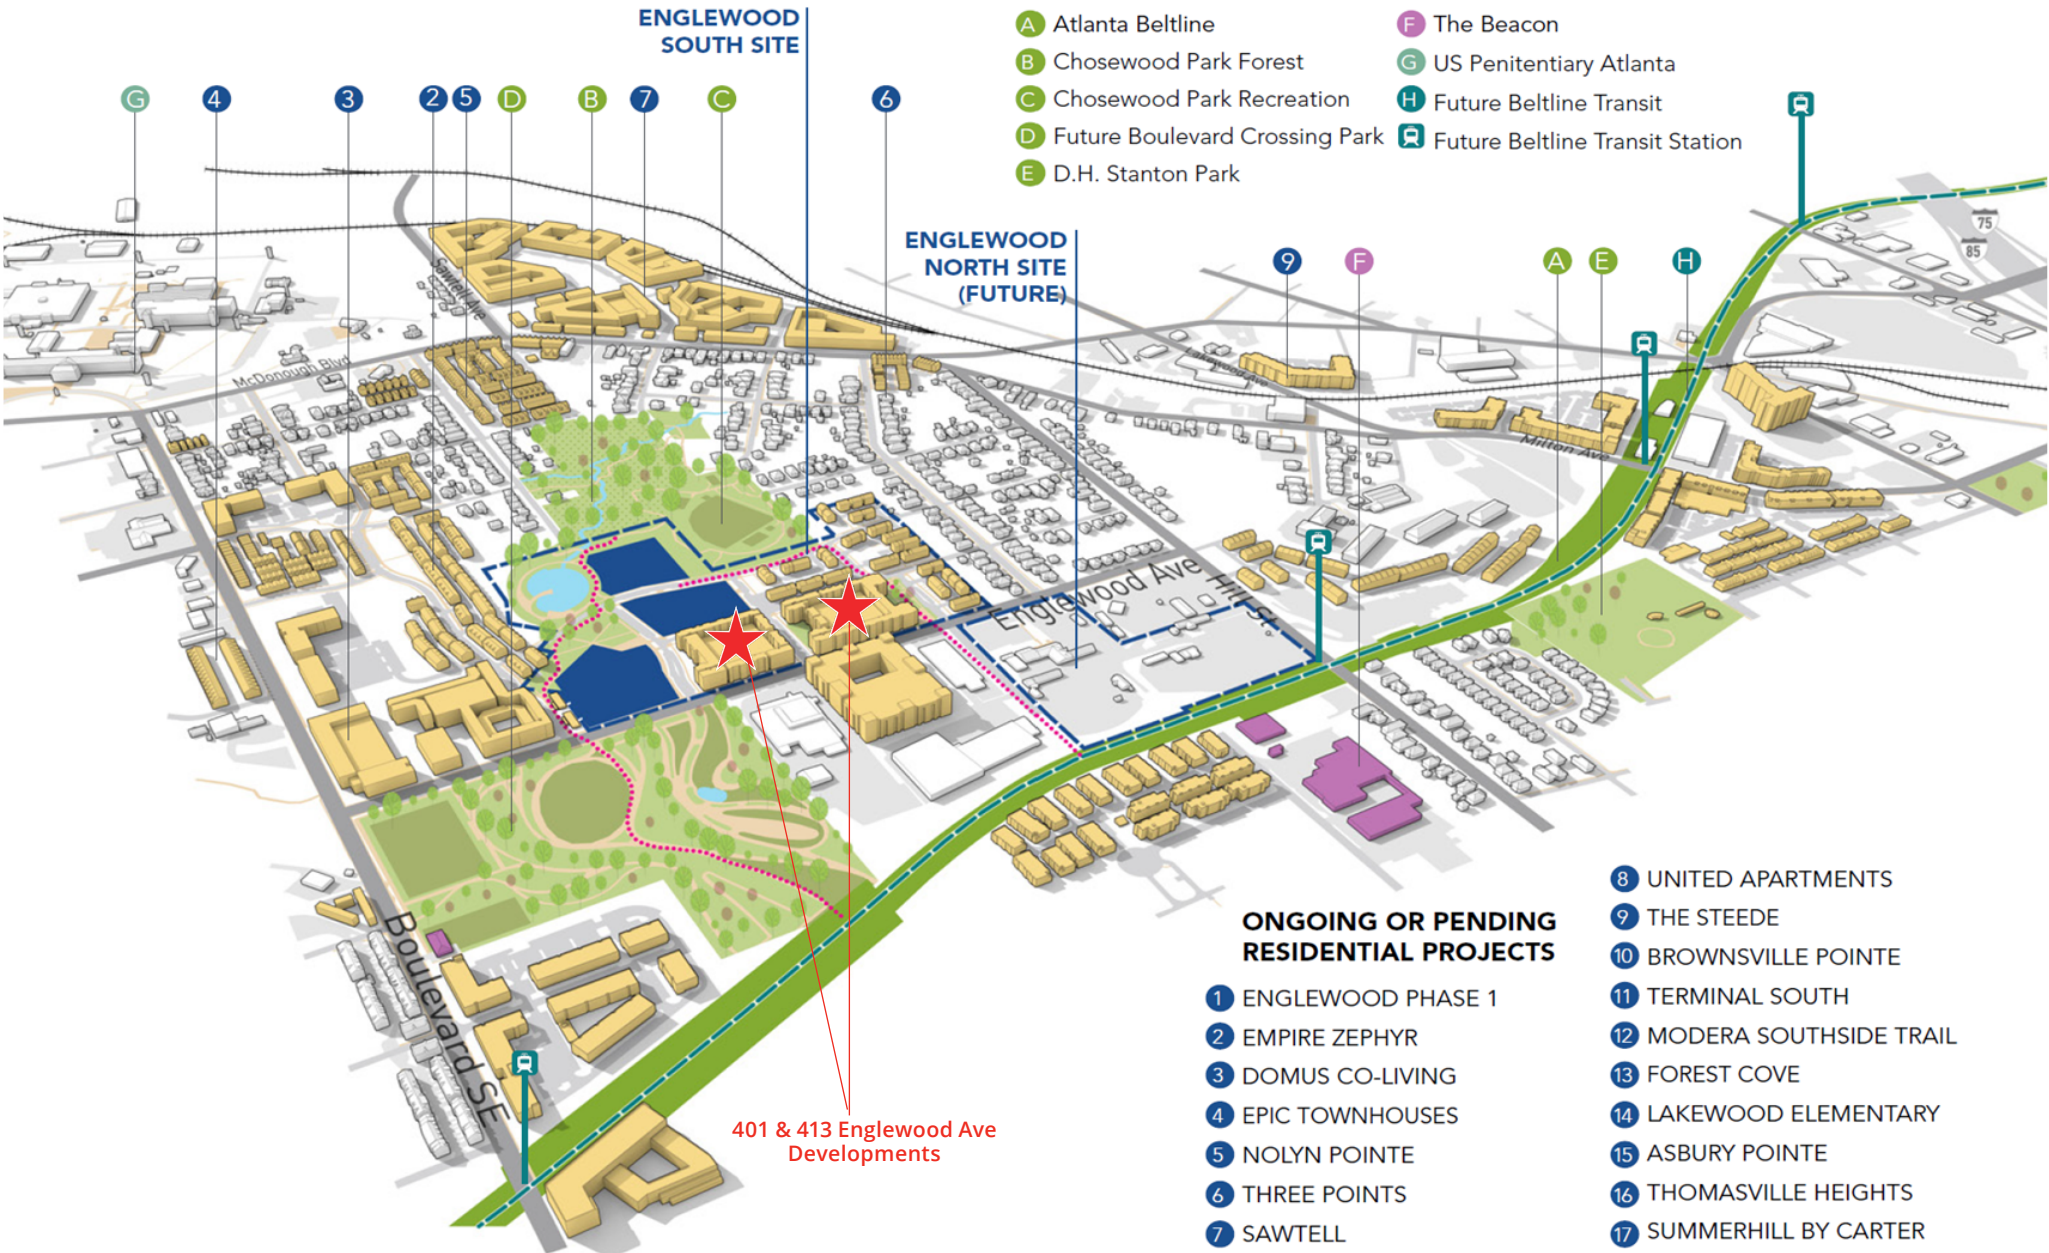 ENGLEWOOD
SOUTH SITE
A Atlanta Beltline
B Chosewood Park Forest
C Chosewood Park Recreation
D Future Boulevard Crossing Park
E D.H. Stanton Park
F The Beacon
G US Penitentiary Atlanta
H Future Beltline Transit
Future Beltline Transit Station
G
4
3
2
5
D
B
7
C
6
ENGLEWOOD
NORTH SITE
(FUTURE)
9
F
A
E
H
75
85
Sawtell Ave
McDonough Blvd
Lakewood Ave
Milton Ave
Englewood Ave
Hill St.
Boulevard SE
401 & 413 Englewood Ave
Developments
ONGOING OR PENDING
RESIDENTIAL PROJECTS
1 ENGLEWOOD PHASE 1
2 EMPIRE ZEPHYR
3 DOMUS CO-LIVING
4 EPIC TOWNHOUSES
5 NOLYN POINTE
6 THREE POINTS
7 SAWTELL
8 UNITED APARTMENTS
9 THE STEEDE
10 BROWNSVILLE POINTE
11 TERMINAL SOUTH
12 MODERA SOUTHSIDE TRAIL
13 FOREST COVE
14 LAKEWOOD ELEMENTARY
15 ASBURY POINTE
16 THOMASVILLE HEIGHTS
17 SUMMERHILL BY CARTER